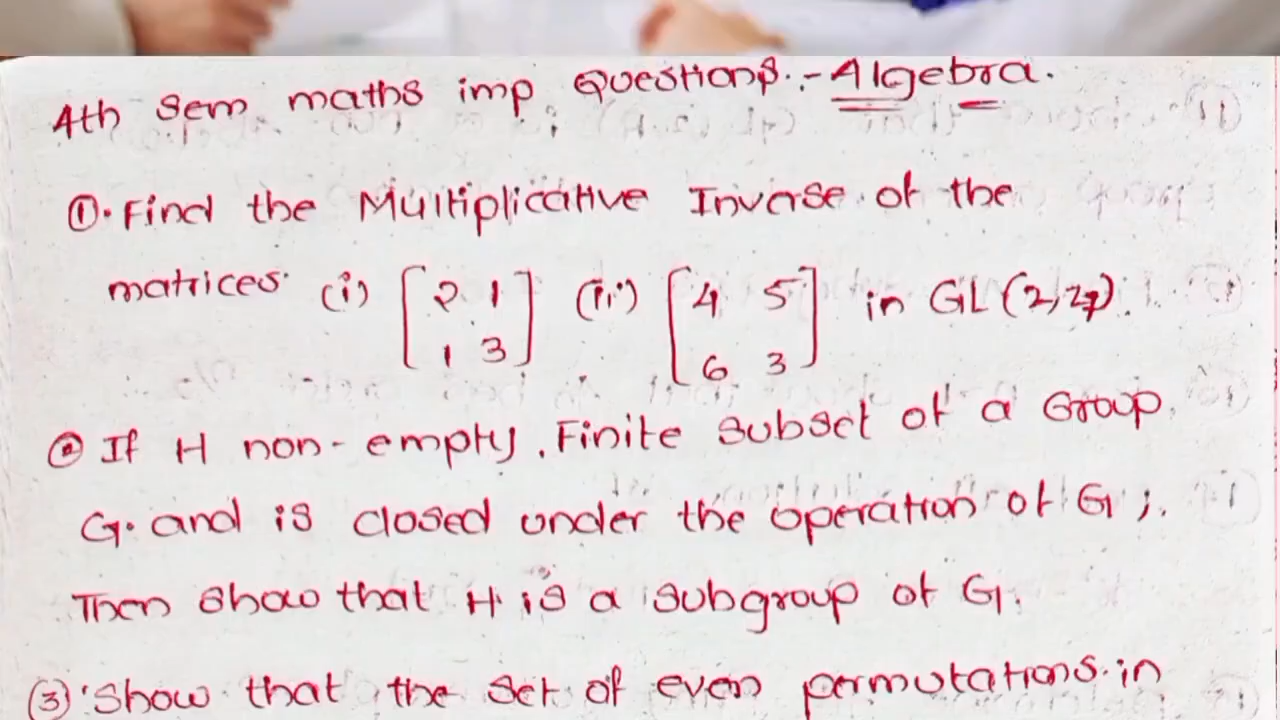 4th Sem maths imp Questions:- Algebra.
①. Find the Multiplicative Inverse of the
matrices (i) [2 1 (ii) [4 5 in GL(2,Z7).
1 3] 6 3]
② If H non-empty. Finite subset of a Group
G. and is closed under the operation of G;.
Then show that H is a subgroup of G.
③ Show that the set of even permutations in